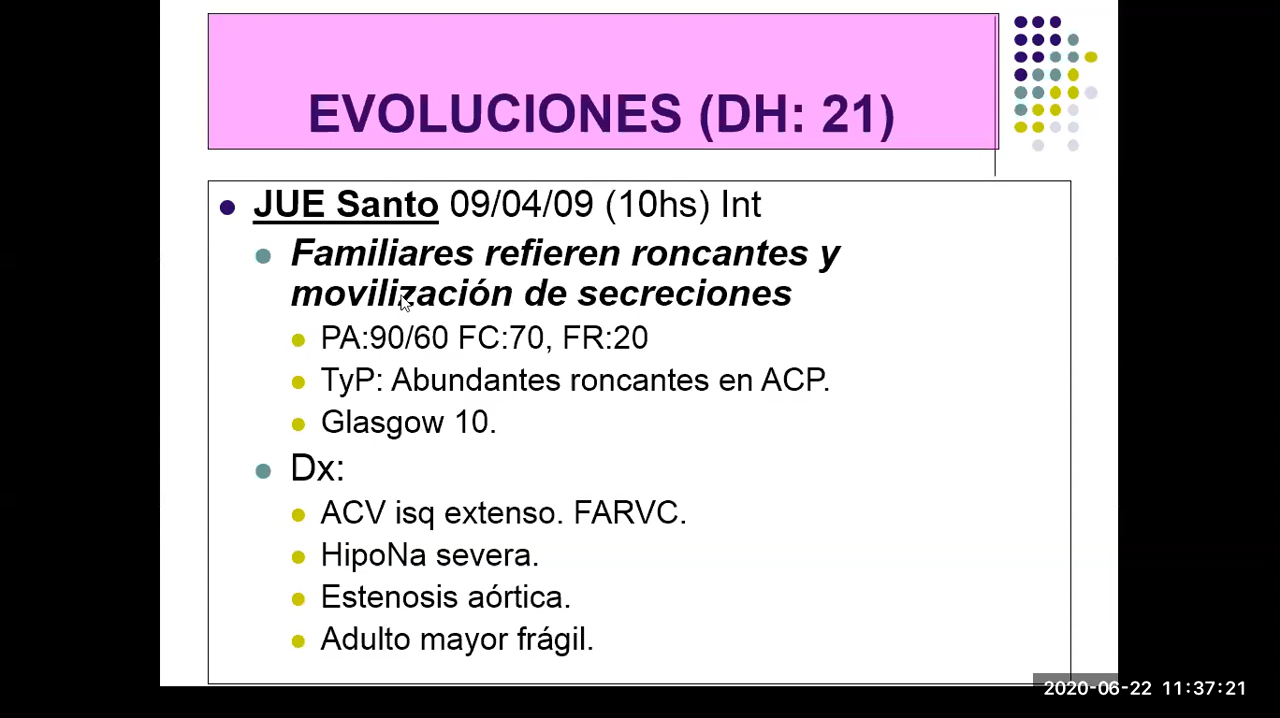 EVOLUCIONES (DH: 21)
JUE Santo 09/04/09 (10hs) Int
Familiares refieren roncantes y
movilización de secreciones
PA:90/60 FC:70, FR:20
TyP: Abundantes roncantes en ACP.
Glasgow 10.
Dx:
ACV isq extenso. FARVC.
HipoNa severa.
Estenosis aórtica.
Adulto mayor frágil.
2020-06-22 11:37:21